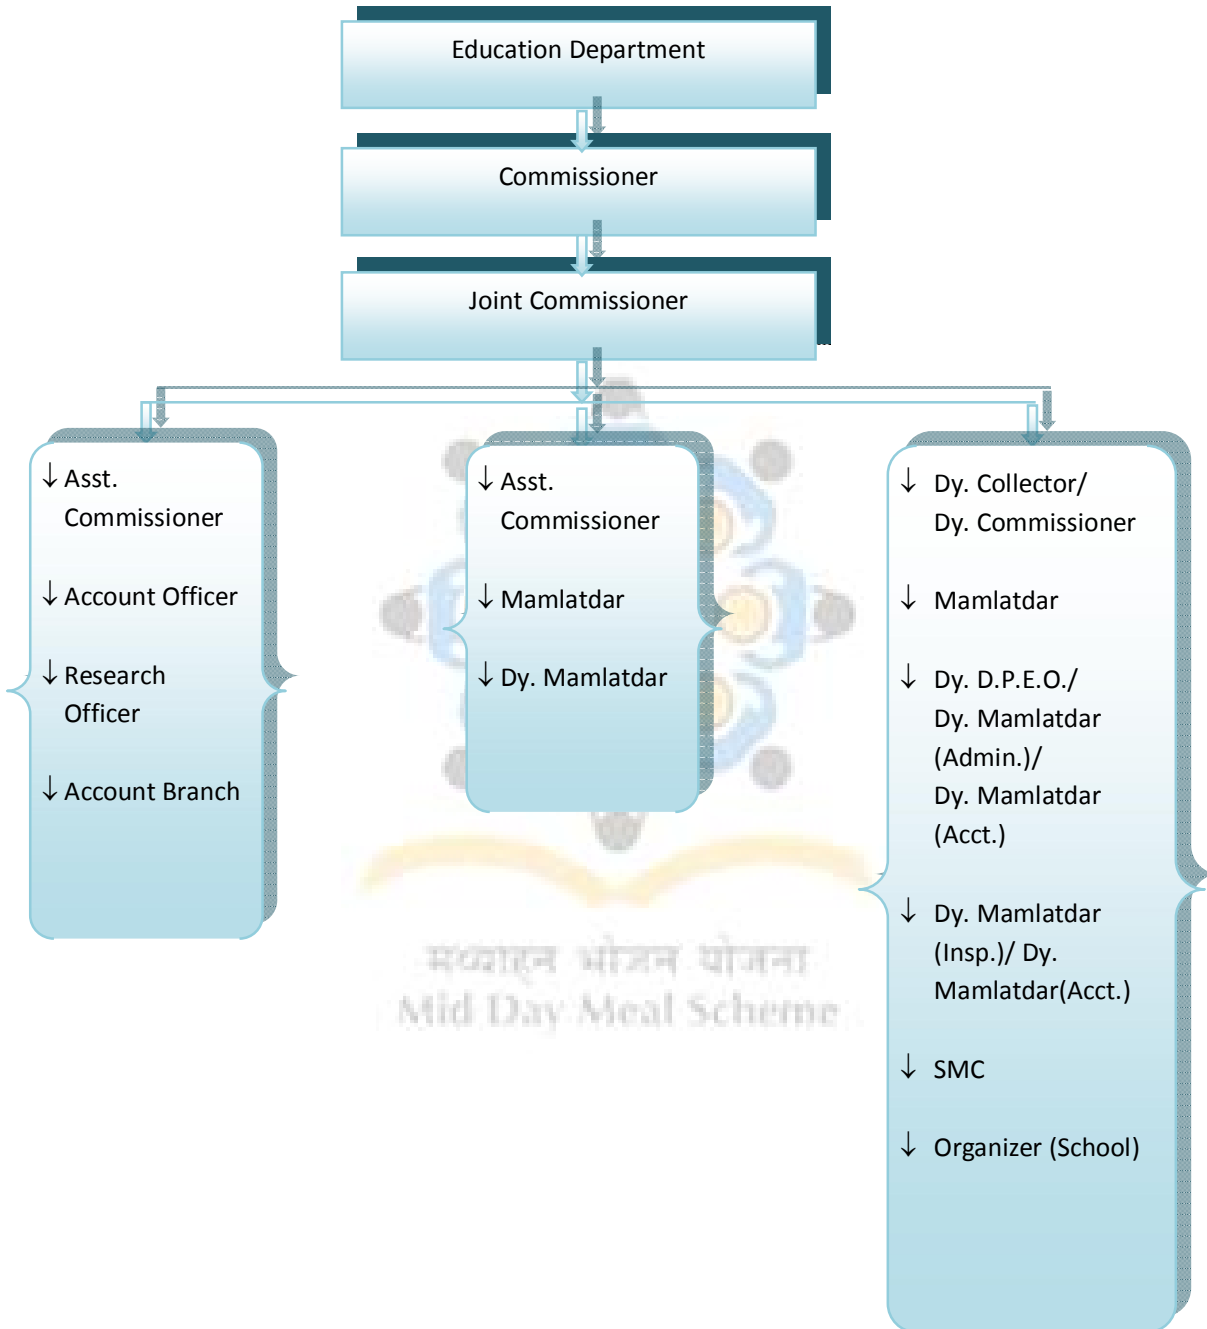 Education Department
Commissioner
Joint Commissioner
↓ Asst.
Commissioner
↓ Account Officer
↓ Research
Officer
↓ Account Branch
↓ Asst.
Commissioner
↓ Mamlatdar
↓ Dy. Mamlatdar
↓ Dy. Collector/
Dy. Commissioner
↓ Mamlatdar
↓ Dy. D.P.E.O./
Dy. Mamlatdar
(Admin.)/
Dy. Mamlatdar
(Acct.)
↓ Dy. Mamlatdar
(Insp.)/ Dy.
Mamlatdar(Acct.)
↓ SMC
↓ Organizer (School)
मध्याह्न भोजन योजना
Mid Day Meal Scheme